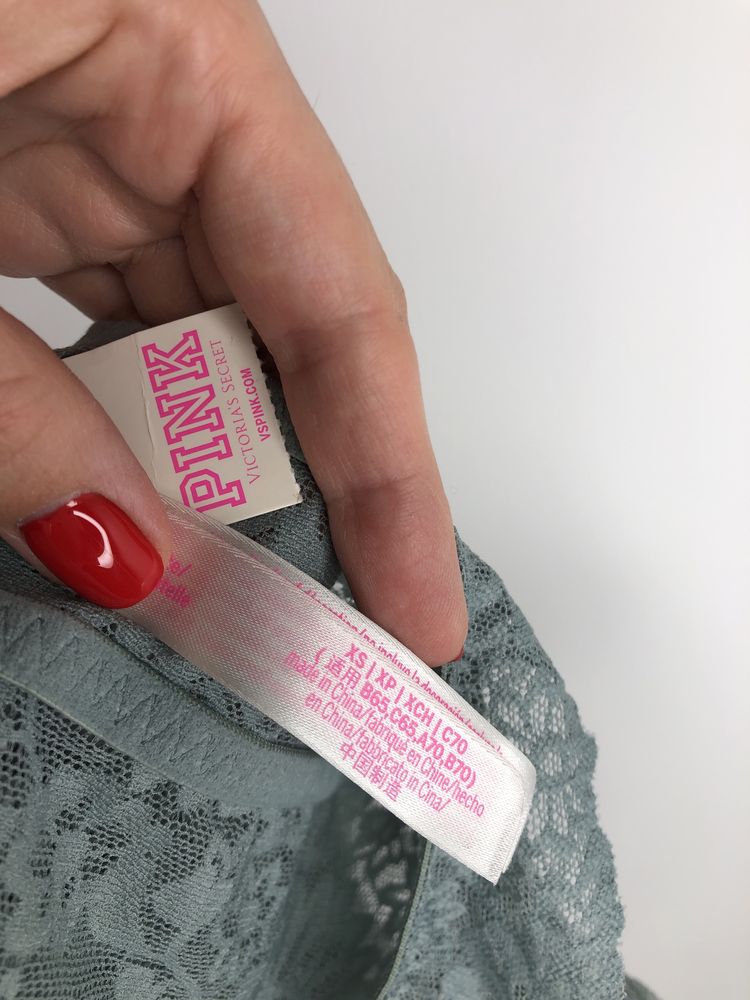 PINK
VICTORIA'S SECRET
VSPINK.COM
XS | XP | XCH | C70
(适用 B65,C65,A70,B70)
made in China/fabriqué en Chine/hecho
en China/fabbricato in Cina/
中国制造